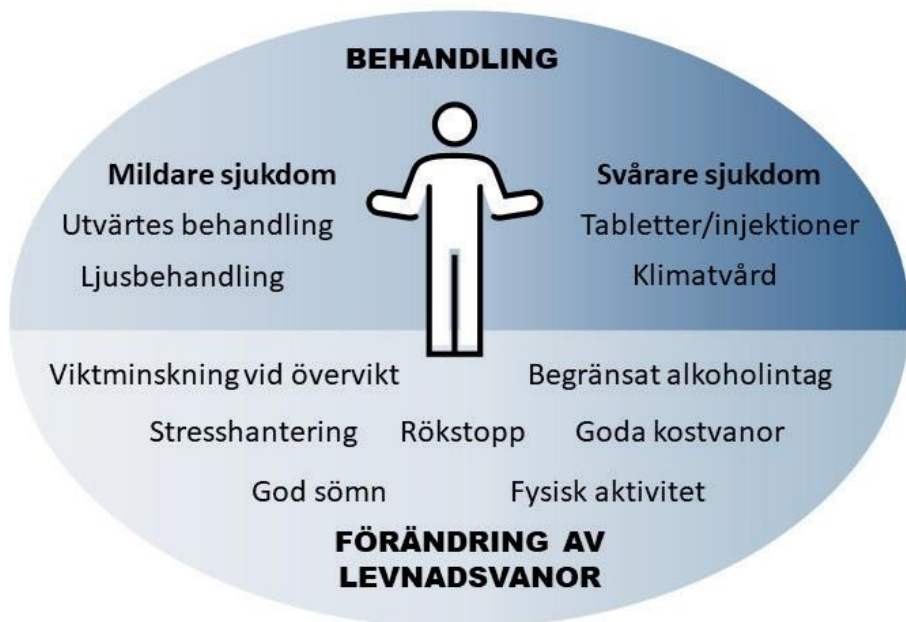 BEHANDLING
Mildare sjukdom
Utvärtes behandling
Ljusbehandling
Svårare sjukdom
Tabletter/injektioner
Klimatvård
Viktminskning vid övervikt
Begränsat alkoholintag
Stresshantering
Rökstopp
Goda kostvanor
God sömn
Fysisk aktivitet
FÖRÄNDRING AV
LEVNADSVANOR